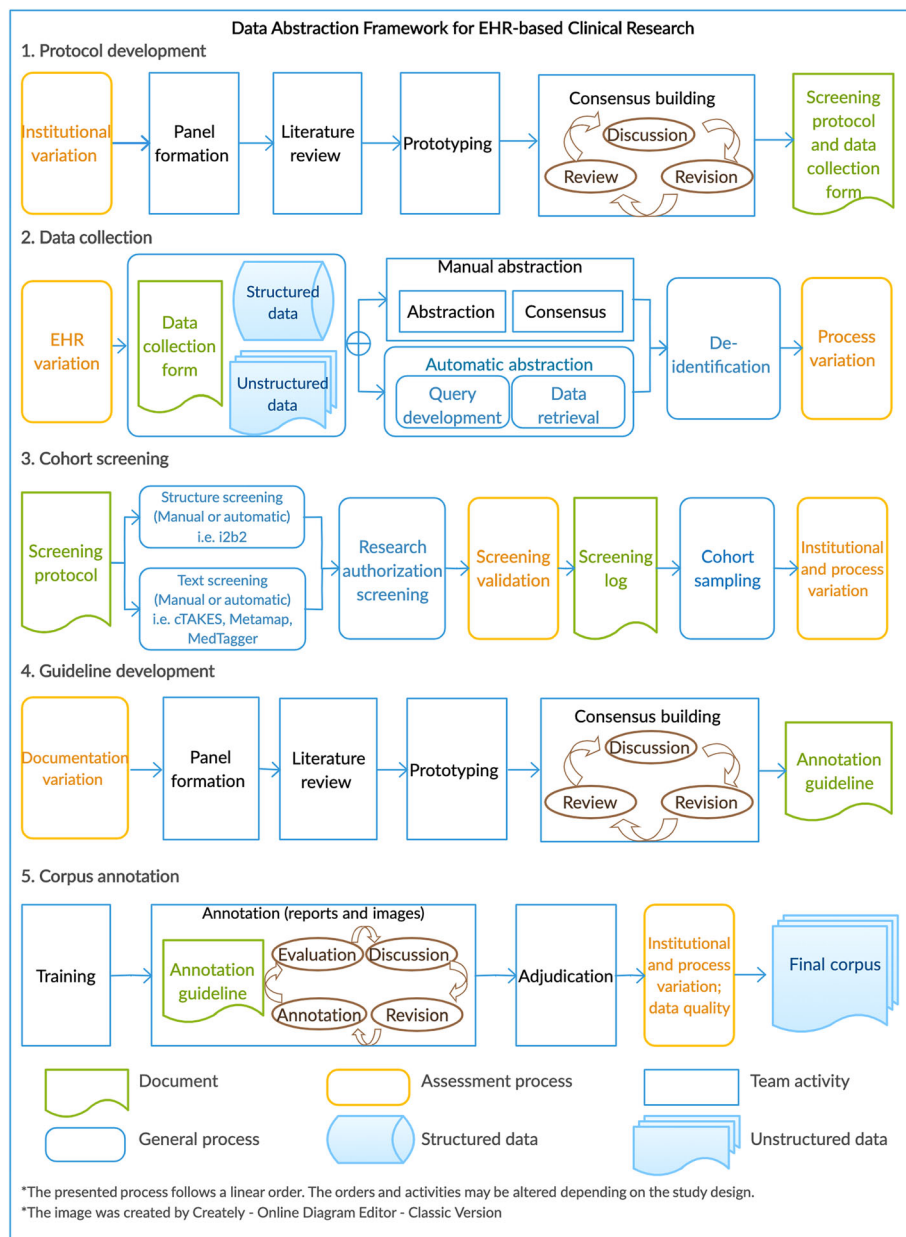 Data Abstraction Framework for EHR-based Clinical Research
1. Protocol development
Institutional
variation
Panel
formation
Literature
review
Prototyping
Consensus building
Discussion
Review
Revision
Screening
protocol
and data
collection
form
2. Data collection
EHR
variation
Data
collection
form
Structured
data
Unstructured
data
Manual abstraction
Abstraction
Consensus
Automatic abstraction
Query
development
Data
retrieval
De-
identification
Process
variation
3. Cohort screening
Screening
protocol
Structure screening
(Manual or automatic)
i.e. i2b2
Text screening
(Manual or automatic)
i.e. cTAKES, Metamap,
MedTagger
Research
authorization
screening
Screening
validation
Screening
log
Cohort
sampling
Institutional
and process
variation
4. Guideline development
Documentation
variation
Panel
formation
Literature
review
Prototyping
Consensus building
Discussion
Review
Revision
Annotation
guideline
5. Corpus annotation
Training
Annotation (reports and images)
Annotation
guideline
Evaluation
Discussion
Annotation
Revision
Adjudication
Institutional
and process
variation;
data quality
Final corpus
Document
Assessment process
Team activity
General process
Structured data
Unstructured data
*The presented process follows a linear order. The orders and activities may be altered depending on the study design.
*The image was created by Creately - Online Diagram Editor - Classic Version